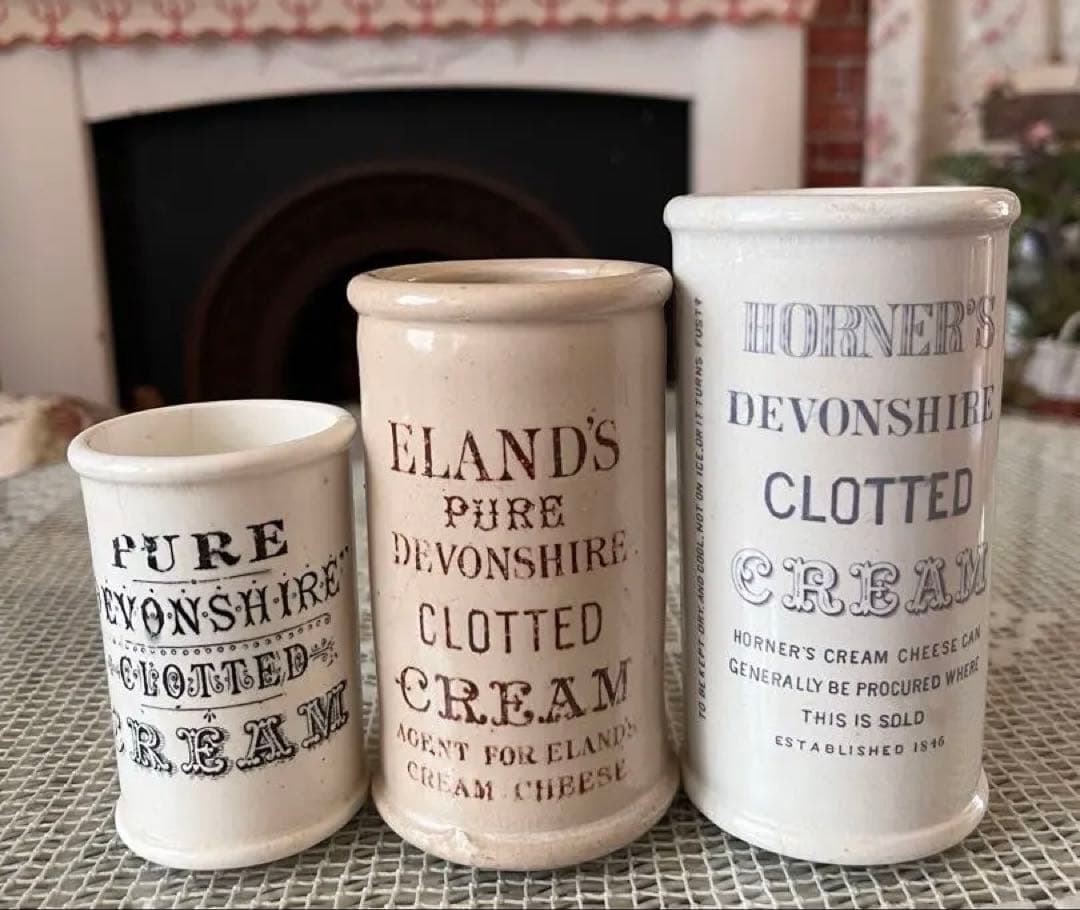 PURE
DEVONSHIRE"
CLOTTED
CREAM
ELAND'S
PURE
DEVONSHIRE
CLOTTED
CREAM
AGENT FOR ELAND'S
CREAM CHEESE
TO BE KEPT DRY AND COOL, NOT ON ICE, OR IT TURNS FUSTY
HORNER'S
DEVONSHIRE
CLOTTED
CREAM
HORNER'S CREAM CHEESE CAN
GENERALLY BE PROCURED WHERE
THIS IS SOLD
ESTABLISHED 1846